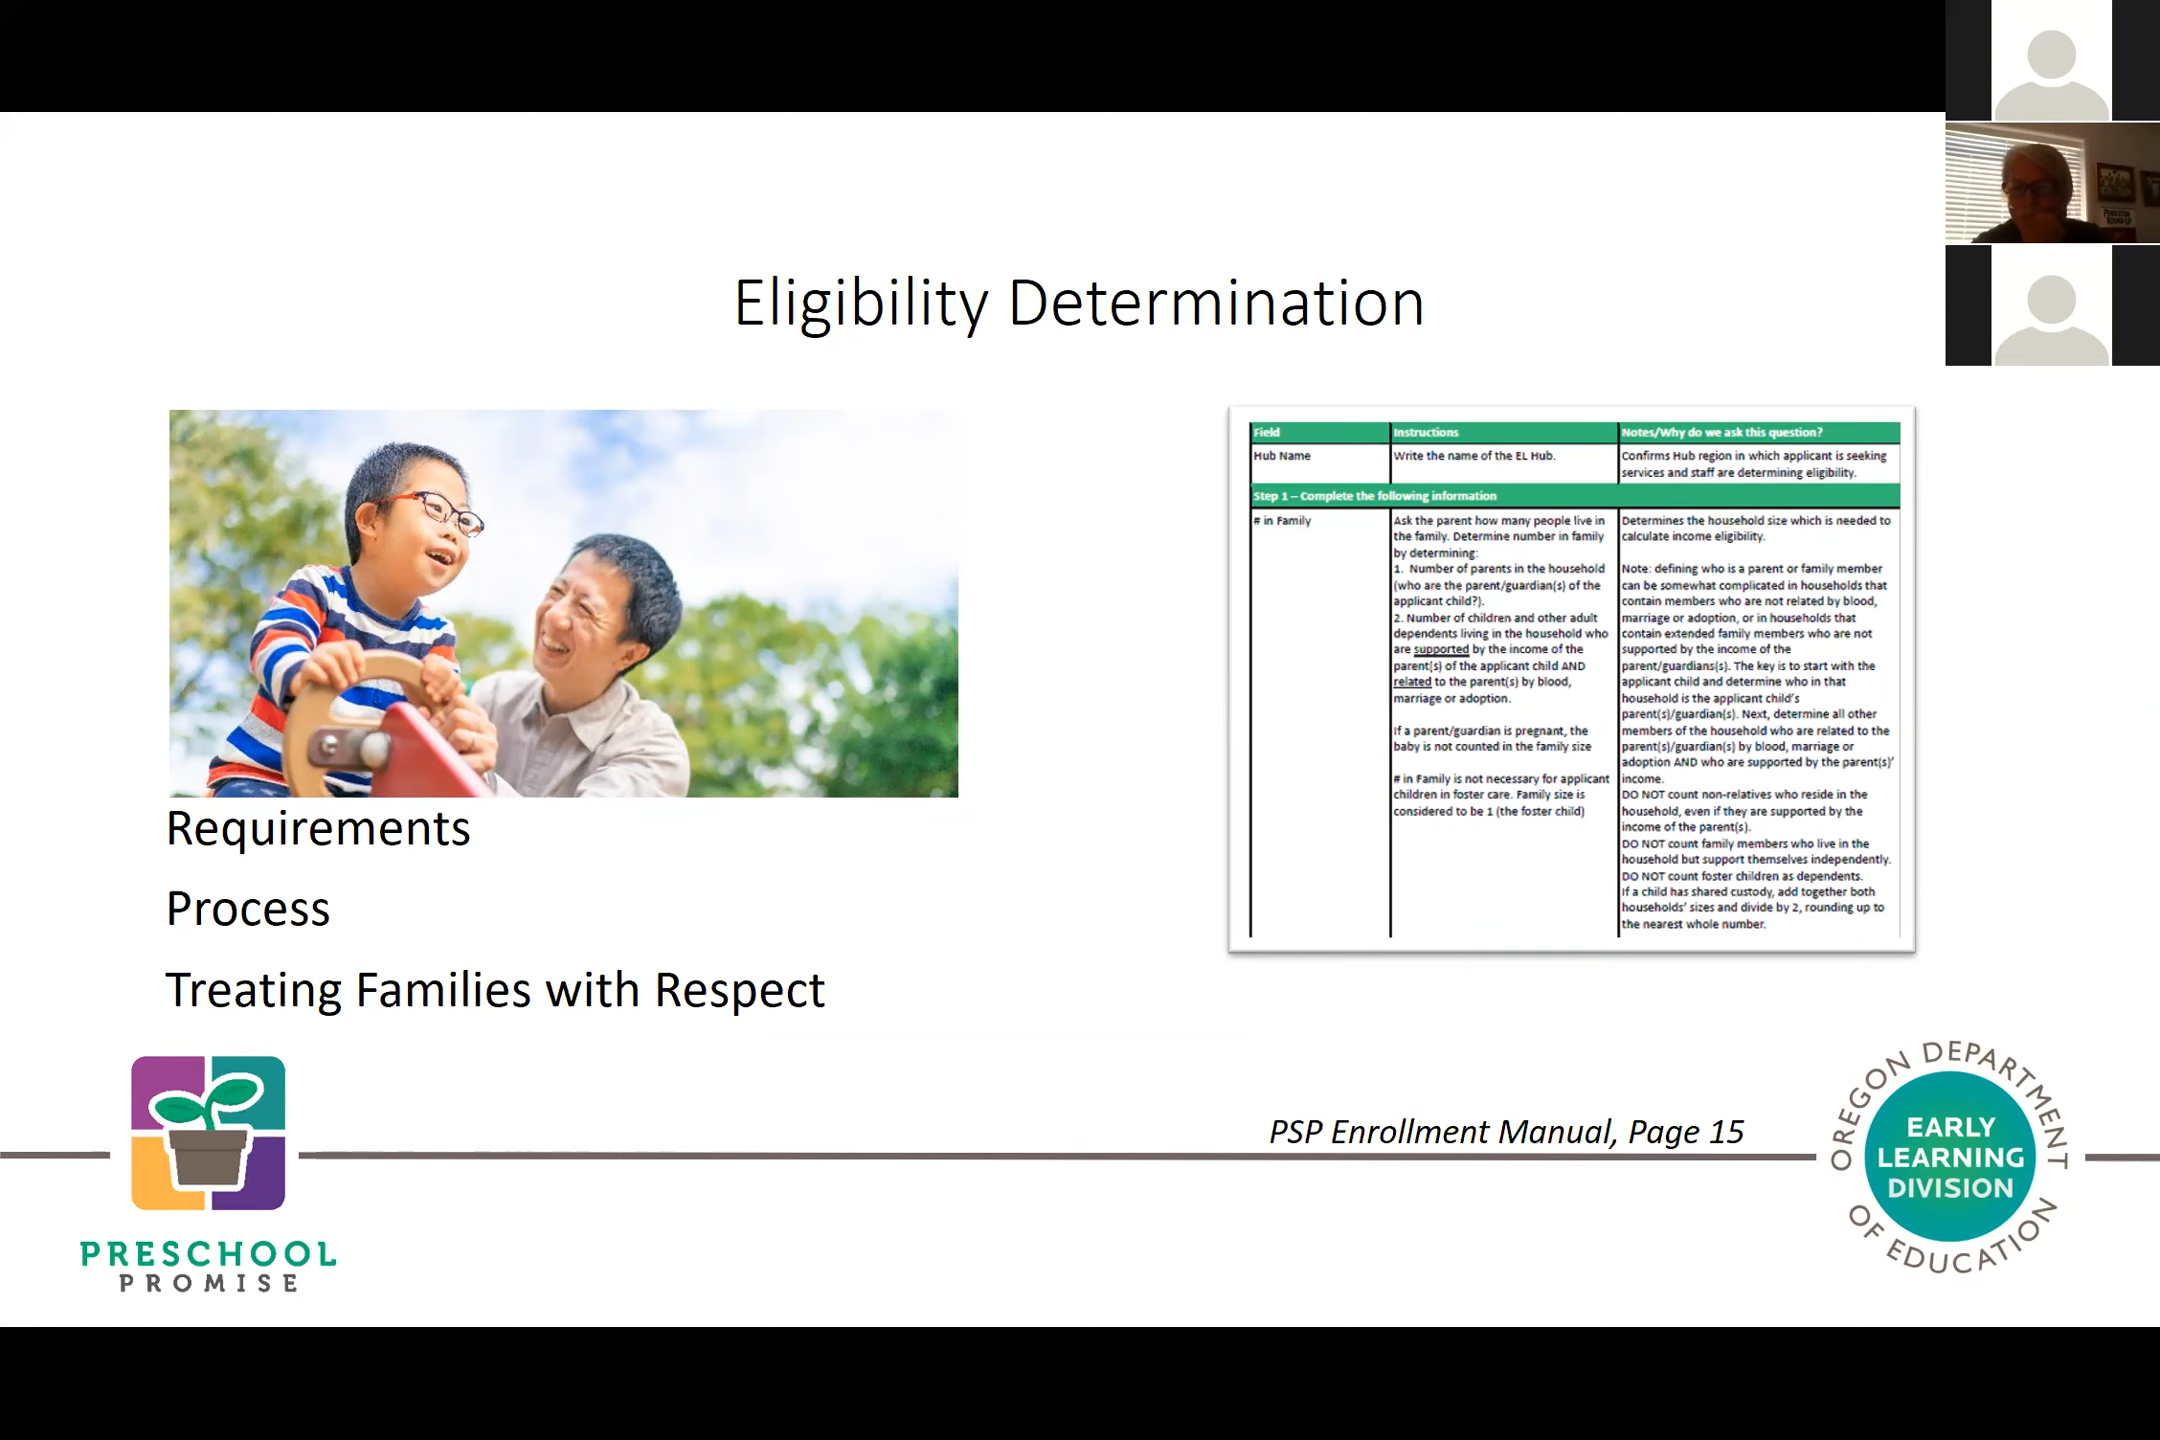 Eligibility Determination
Field
Instructions
Notes/Why do we ask this question?
Hub Name
Write the name of the EL Hub.
Confirms Hub region in which applicant is seeking
services and staff are determining eligibility.
Step 1 – Complete the following information
# in Family
Ask the parent how many people live in
the family. Determine number in family
by determining:
1. Number of parents in the household
(who are the parent/guardian(s) of the
applicant child?).
2. Number of children and other adult
dependents living in the household who
are supported by the income of the
parent(s) of the applicant child AND
related to the parent(s) by blood,
marriage or adoption.
If a parent/guardian is pregnant, the
baby is not counted in the family size
# in Family is not necessary for applicant
children in foster care. Family size is
considered to be 1 (the foster child)
Determines the household size which is needed to
calculate income eligibility.
Note: defining who is a parent or family member
can be somewhat complicated in households that
contain members who are not related by blood,
marriage or adoption, or in households that
contain extended family members who are not
supported by the income of the
parent/guardians(s). The key is to start with the
applicant child and determine who in that
household is the applicant child's
parent(s)/guardian(s). Next, determine all other
members of the household who are related to the
parent(s)/guardian(s) by blood, marriage or
adoption AND who are supported by the parent(s)'
income.
DO NOT count non-relatives who reside in the
household, even if they are supported by the
income of the parent(s).
DO NOT count family members who live in the
household but support themselves independently.
DO NOT count foster children as dependents.
If a child has shared custody, add together both
households' sizes and divide by 2, rounding up to
the nearest whole number.
Requirements
Process
Treating Families with Respect
PSP Enrollment Manual, Page 15
PRESCHOOL
PROMISE
OREGON DEPARTMENT
OF EDUCATION
EARLY
LEARNING
DIVISION
PENDLETON
ROUND-UP